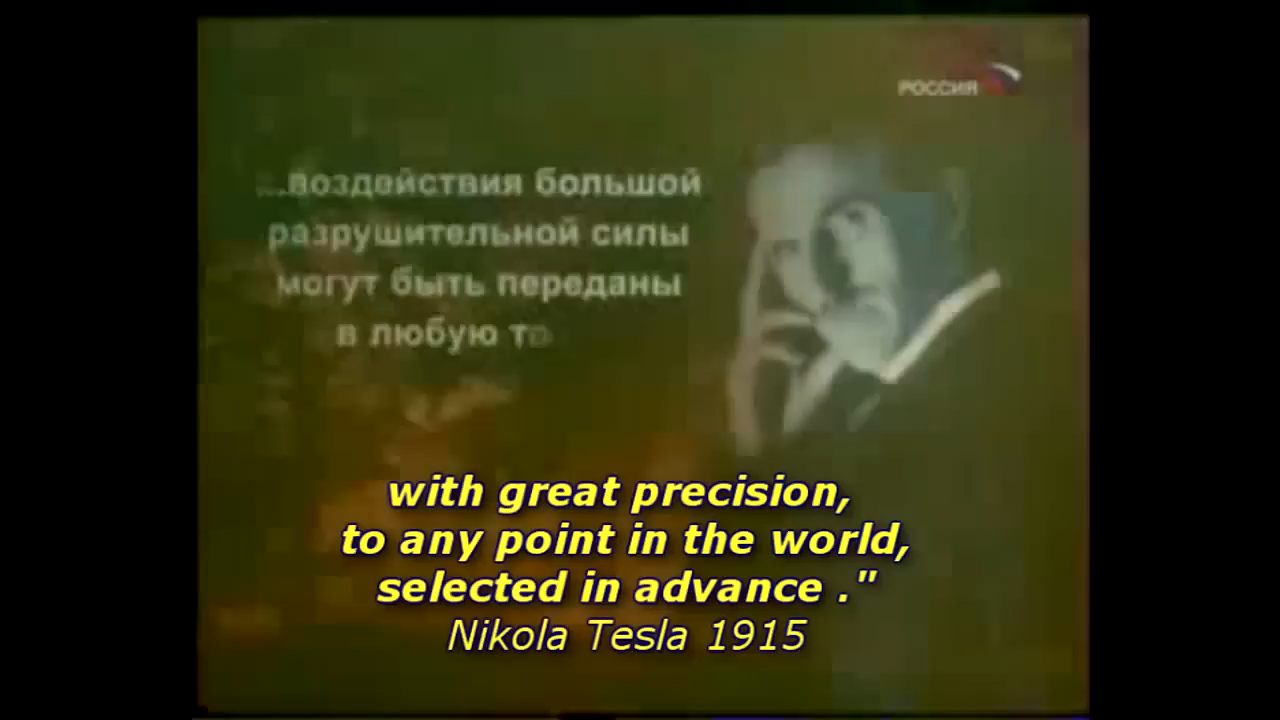 РОССИЯ
...воздействия большой
разрушительной силы
могут быть переданы
в любую то
with great precision,
to any point in the world,
selected in advance ."
Nikola Tesla 1915